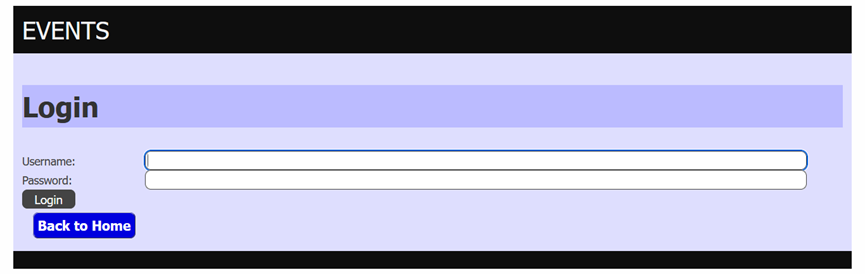 EVENTS
Login
Username:
Password:
Login
Back to Home